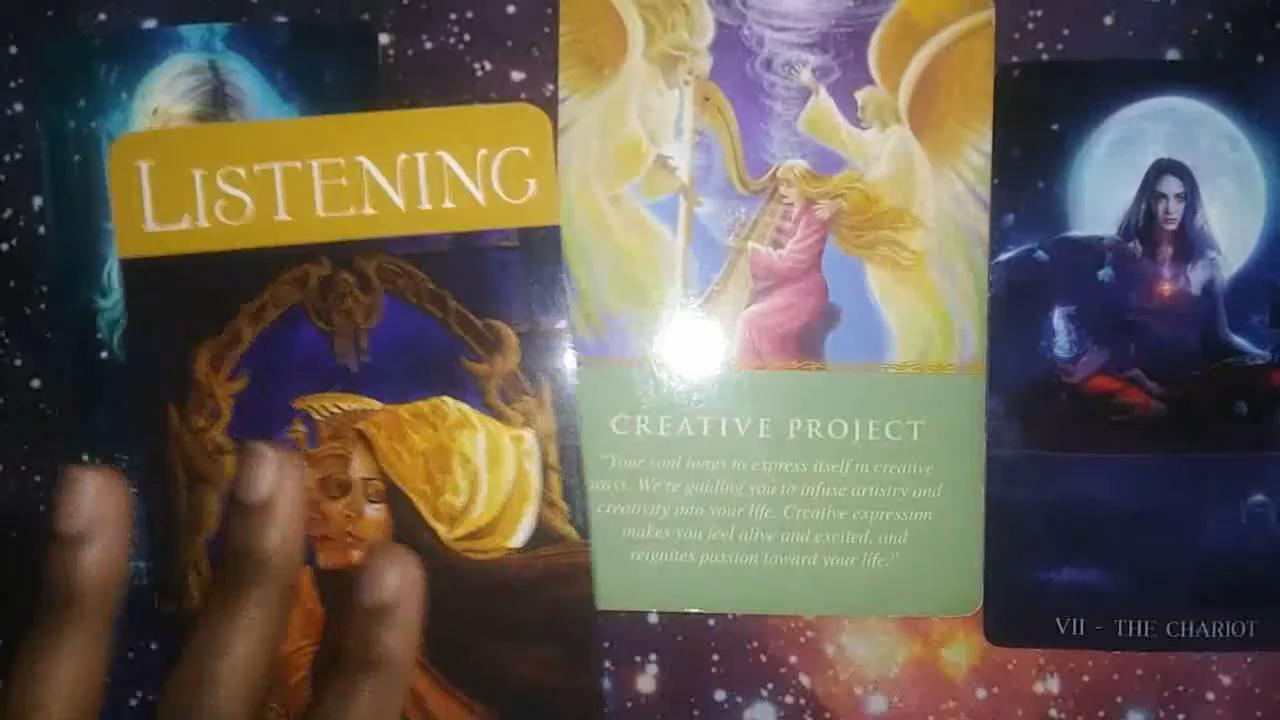 LISTENING
CREATIVE PROJECT
"Your soul longs to express itself in creative
ways. We're guiding you to infuse artistry and
creativity into your life. Creative expression
makes you feel alive and excited, and
reignites passion toward your life."
VII - THE CHARIOT